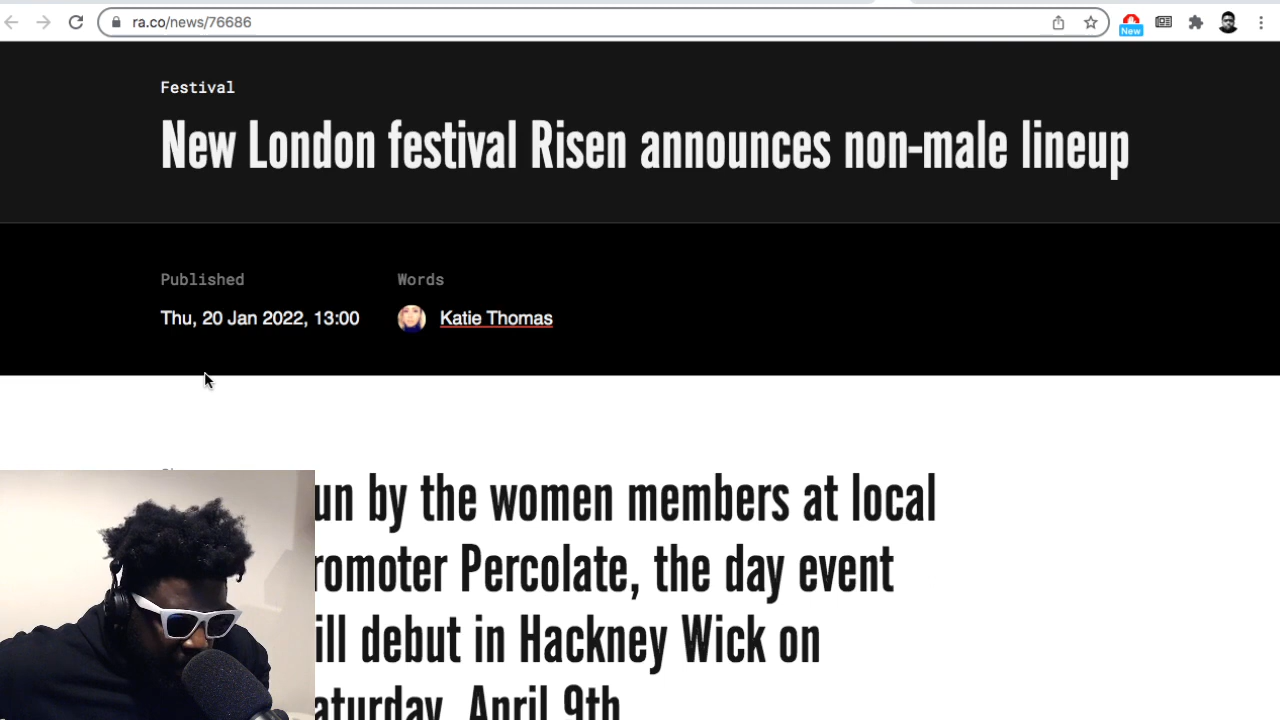 ra.co/news/76686
New
Festival
New London festival Risen announces non-male lineup
Published
Words
Thu, 20 Jan 2022, 13:00
Katie Thomas
un by the women members at local
romoter Percolate, the day event
ill debut in Hackney Wick on
aturday, April 9th